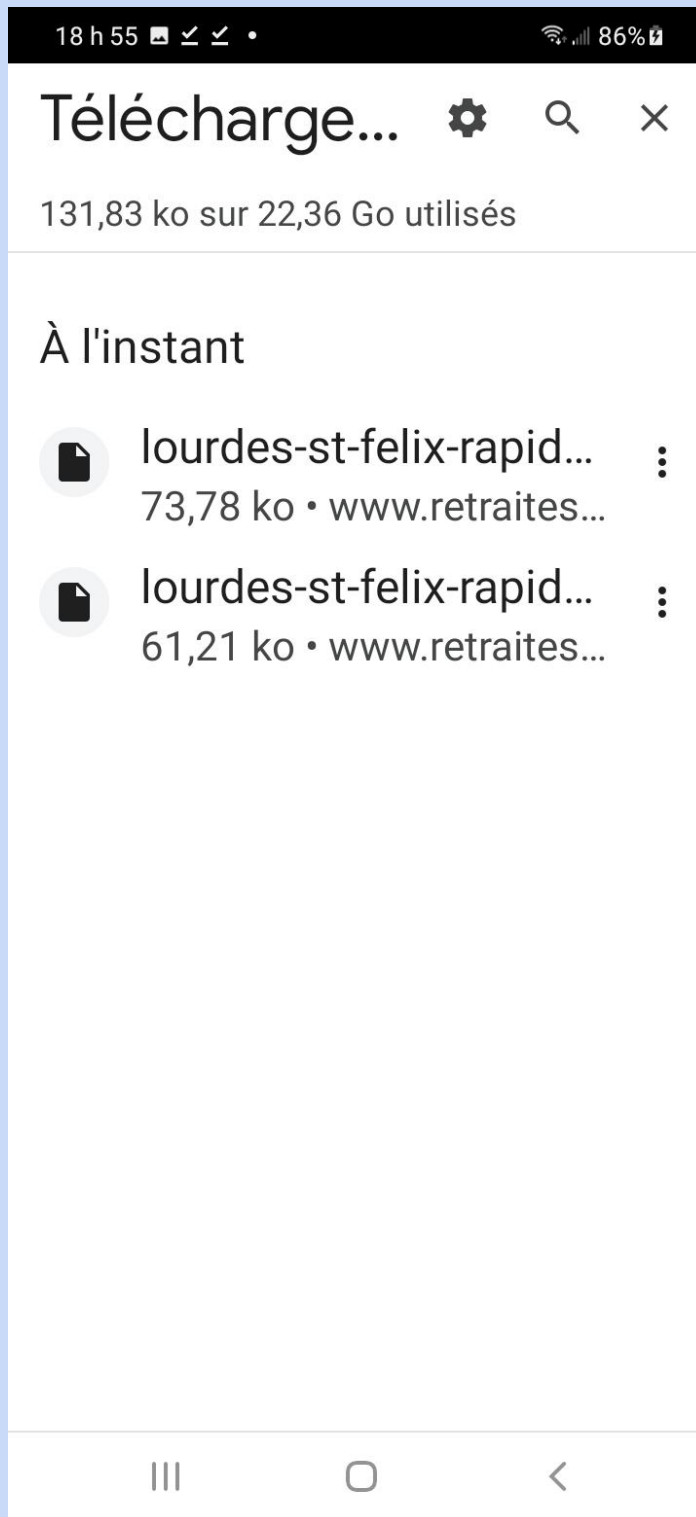 18 h 55
86%
Télécharge...
131,83 ko sur 22,36 Go utilisés
À l'instant
lourdes-st-felix-rapid...
73,78 ko • www.retraites...
lourdes-st-felix-rapid...
61,21 ko • www.retraites...